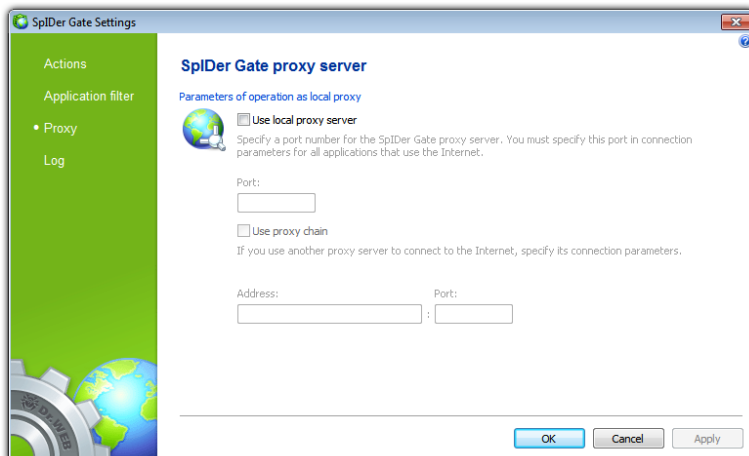 SpIDer Gate Settings
Actions
Application filter
Proxy
Log
SpIDer Gate proxy server
Parameters of operation as local proxy
Use local proxy server
Specify a port number for the SpIDer Gate proxy server. You must specify this port in connection
parameters for all applications that use the Internet.
Port:
Use proxy chain
If you use another proxy server to connect to the Internet, specify its connection parameters.
Address: Port:
:
Dr.WEB
OK Cancel Apply